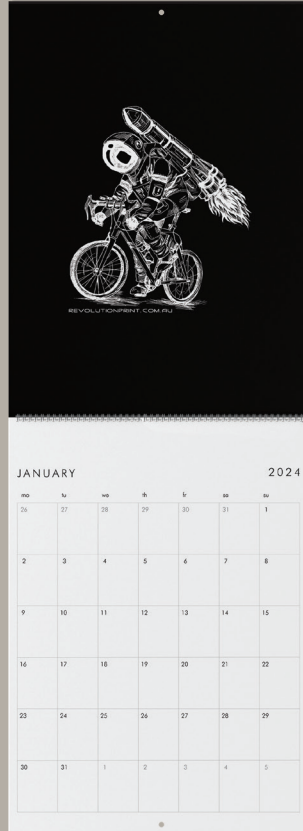 REVOLUTIONPRINT.COM.AU
JANUARY 2024
mo tu we th fr sa su
26 27 28 29 30 31 1
2 3 4 5 6 7 8
9 10 11 12 13 14 15
16 17 18 19 20 21 22
23 24 25 26 27 28 29
30 31 1 2 3 4 5